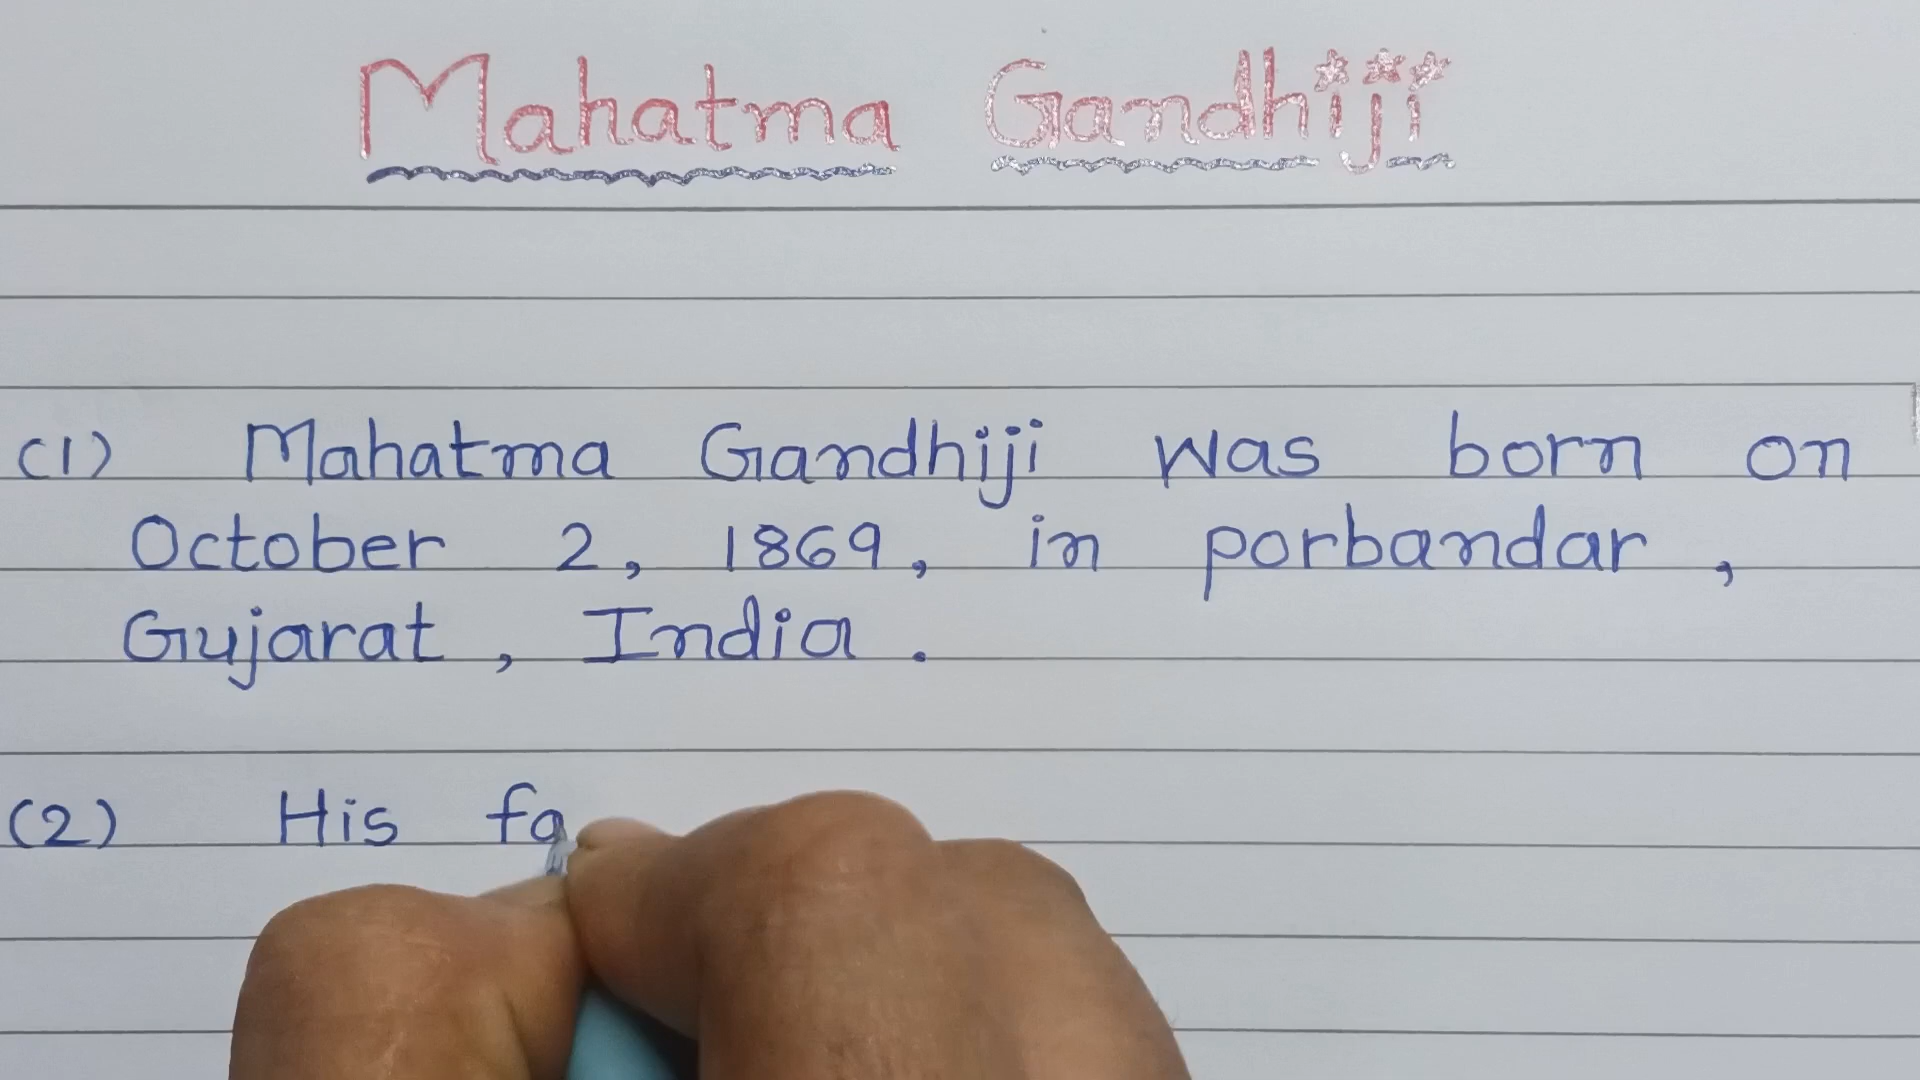 Mahatma Gandhiji
(1) Mahatma Gandhiji was born on
October 2, 1869, in porbandar,
Gujarat, India.
(2) His fa